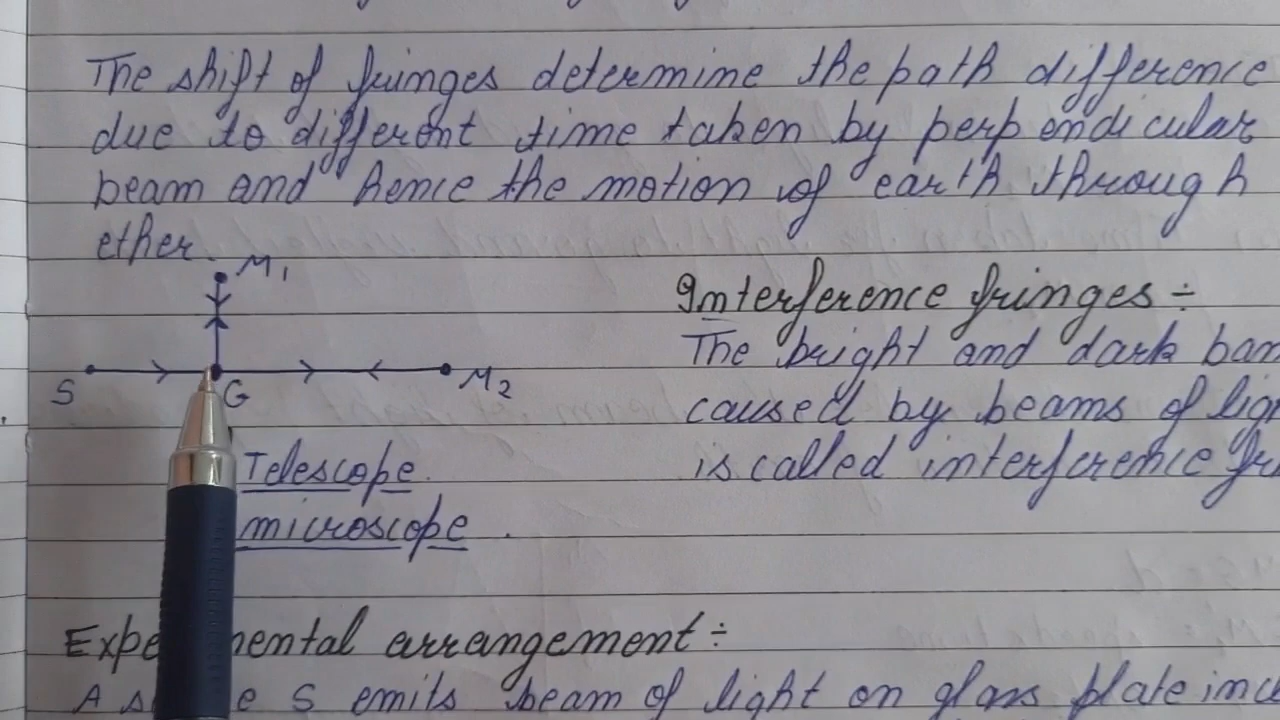 The shift of fringes determine the path difference
due to different time taken by perpendicular
beam and hence the motion of earth through
ether.
M1
S
G
M2
Telescope.
microscope.
Interference fringes ÷
The bright and dark ban
caused by beams of lig
is called interference fr
Experimental arrangement ÷
A S e S emits beam of light on glass plate inc